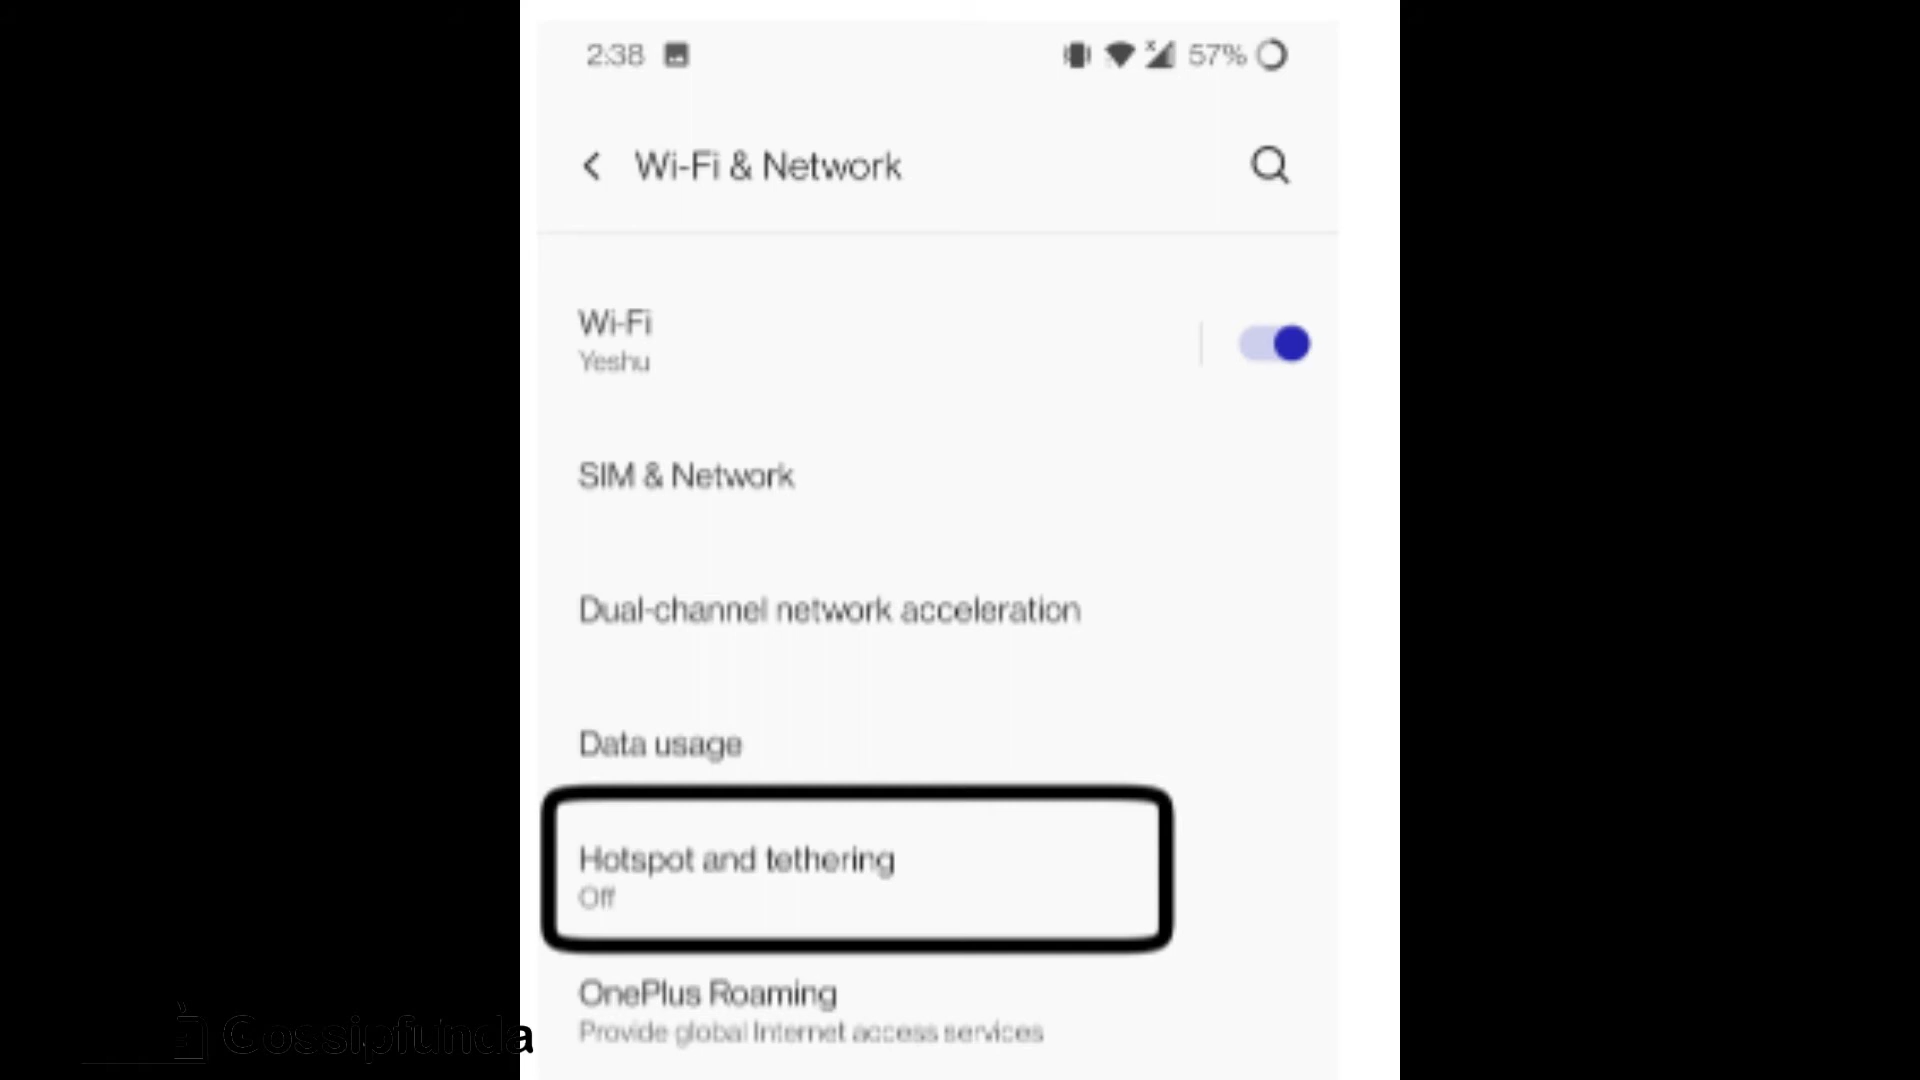 2:38 57%
Wi-Fi & Network
Wi-Fi
Yeshu
SIM & Network
Dual-channel network acceleration
Data usage
Hotspot and tethering
Off
OnePlus Roaming
Provide global Internet access services
Gossipfunda